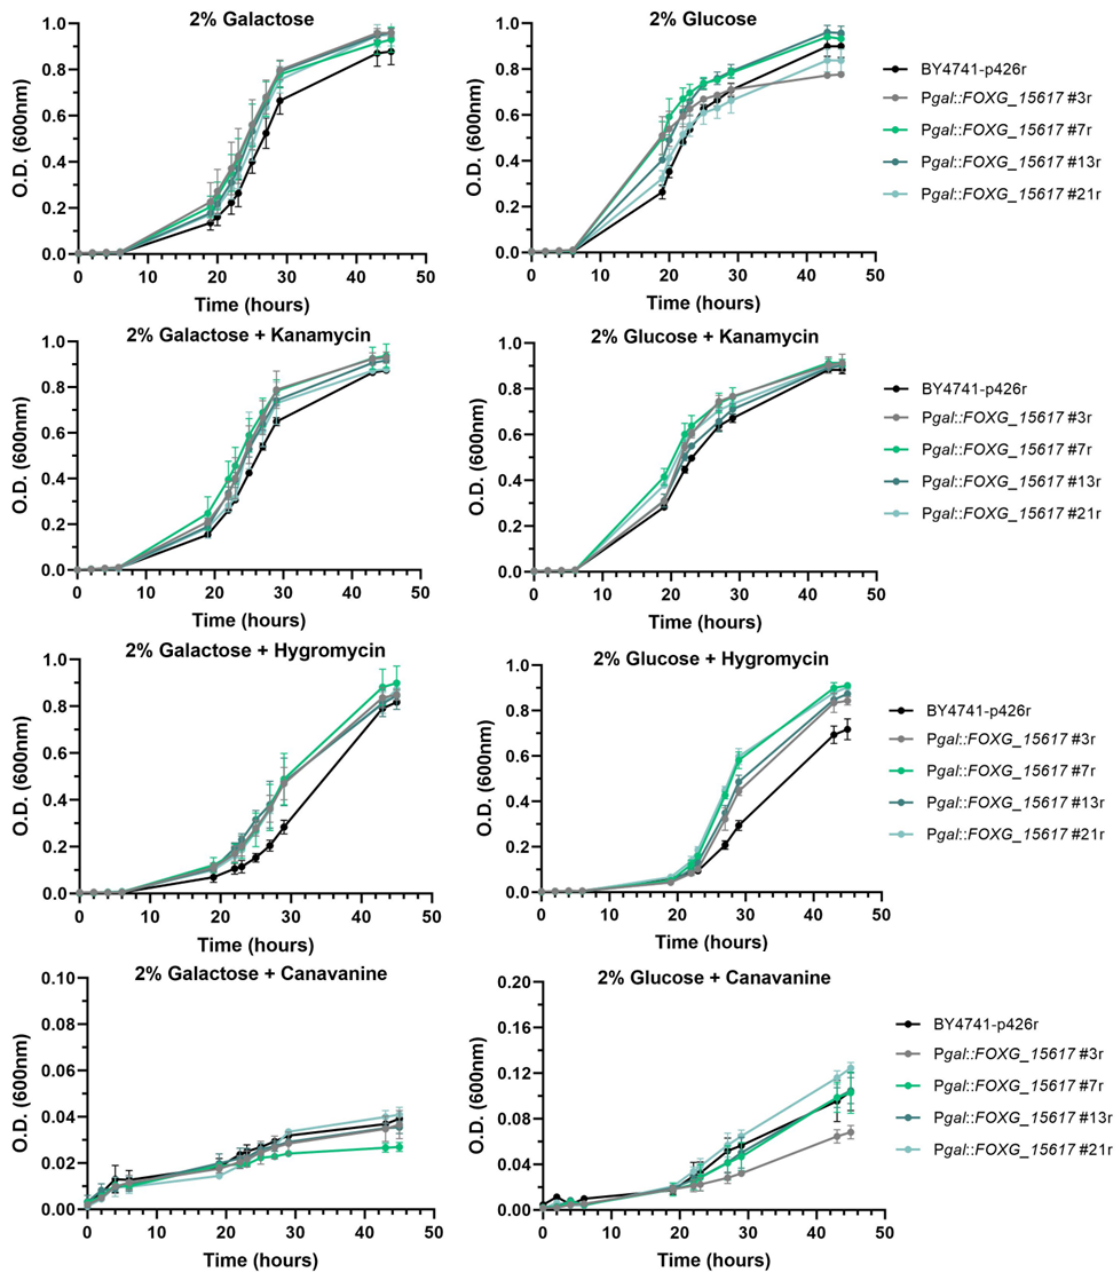 2% Galactose
1.0
0.8
0.6
0.4
0.2
0.0
O.D. (600nm)
0 10 20 30 40 50
Time (hours)
2% Glucose
1.0
0.8
0.6
0.4
0.2
0.0
O.D. (600nm)
0 10 20 30 40 50
Time (hours)
BY4741-p426r
Pgal::FOXG_15617 #3r
Pgal::FOXG_15617 #7r
Pgal::FOXG_15617 #13r
Pgal::FOXG_15617 #21r
2% Galactose + Kanamycin
1.0
0.8
0.6
0.4
0.2
0.0
O.D. (600nm)
0 10 20 30 40 50
Time (hours)
2% Glucose + Kanamycin
1.0
0.8
0.6
0.4
0.2
0.0
O.D. (600nm)
0 10 20 30 40 50
Time (hours)
BY4741-p426r
Pgal::FOXG_15617 #3r
Pgal::FOXG_15617 #7r
Pgal::FOXG_15617 #13r
Pgal::FOXG_15617 #21r
2% Galactose + Hygromycin
1.0
0.8
0.6
0.4
0.2
0.0
O.D. (600nm)
0 10 20 30 40 50
Time (hours)
2% Glucose + Hygromycin
1.0
0.8
0.6
0.4
0.2
0.0
O.D. (600nm)
0 10 20 30 40 50
Time (hours)
BY4741-p426r
Pgal::FOXG_15617 #3r
Pgal::FOXG_15617 #7r
Pgal::FOXG_15617 #13r
Pgal::FOXG_15617 #21r
2% Galactose + Canavanine
0.10
0.08
0.06
0.04
0.02
0.00
O.D. (600nm)
0 10 20 30 40 50
Time (hours)
2% Glucose + Canavanine
0.20
0.16
0.12
0.08
0.04
0.00
O.D. (600nm)
0 10 20 30 40 50
Time (hours)
BY4741-p426r
Pgal::FOXG_15617 #3r
Pgal::FOXG_15617 #7r
Pgal::FOXG_15617 #13r
Pgal::FOXG_15617 #21r